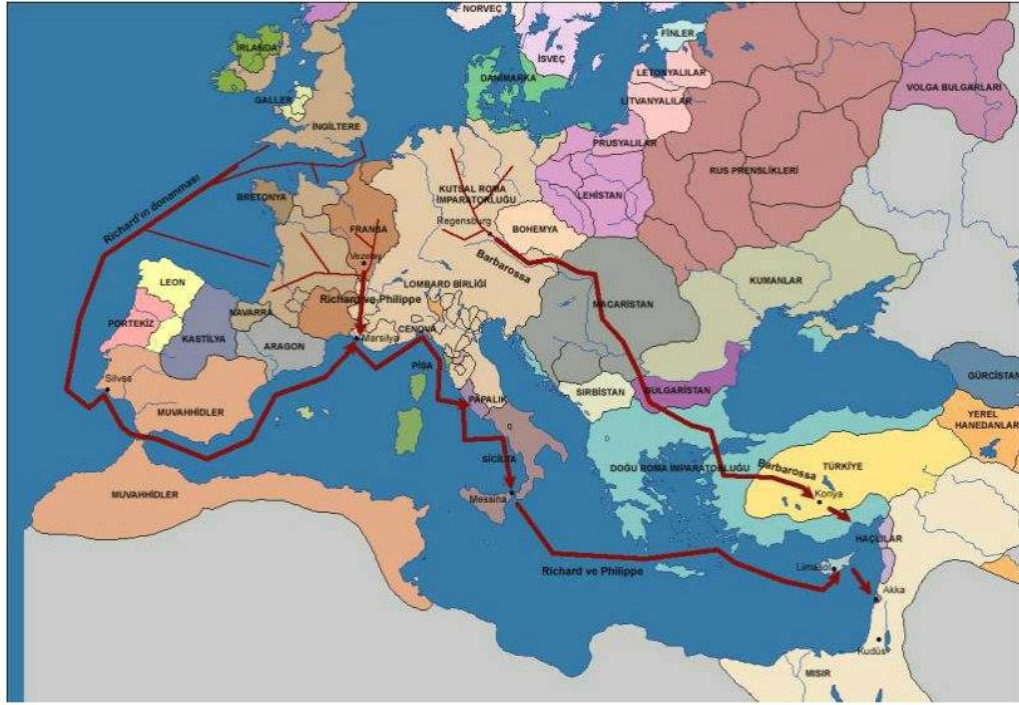 NORVEÇ
İSVEÇ
FİNLER
İRLANDA
DANİMARKA
LETONYALILAR
VOLGA BULGARLARI
GALLER
LİTVANYALILAR
İNGİLTERE
PRUSYALILAR
RUS PRENSLİKLERİ
Richard'ın donanması
BRETONYA
KUTSAL ROMA
İMPARATORLUĞU
LEHİSTAN
Regensburg
FRANSA
BOHEMYA
Vezelay
Barbarossa
LEON
LOMBARD BİRLİĞİ
KUMANLAR
Richard ve Philippe
MACARİSTAN
NAVARRA
PORTEKİZ
KASTİLYA
CENOVA
Marsilya
ARAGON
PİSA
GÜRCİSTAN
Silves
SIRBİSTAN
BULGARİSTAN
PAPALIK
MUVAHHİDLER
YEREL
HANEDANLAR
0
SİCİLYA
DOĞU ROMA İMPARATORLUĞU
Barbarossa
TÜRKİYE
MUVAHHİDLER
Messina
Konya
HAÇLILAR
Richard ve Philippe
Limasol
Akka
Kudüs
MISIR